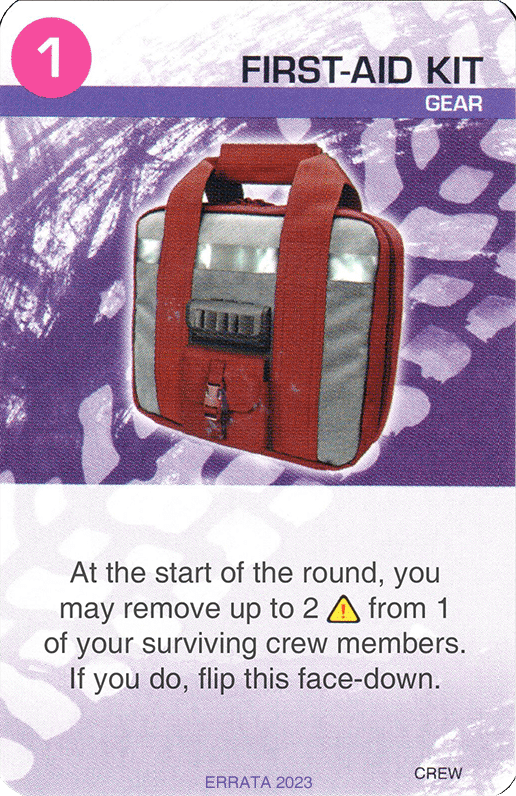 1
FIRST-AID KIT
GEAR
At the start of the round, you
may remove up to 2 ⚠ from 1
of your surviving crew members.
If you do, flip this face-down.
CREW
ERRATA 2023